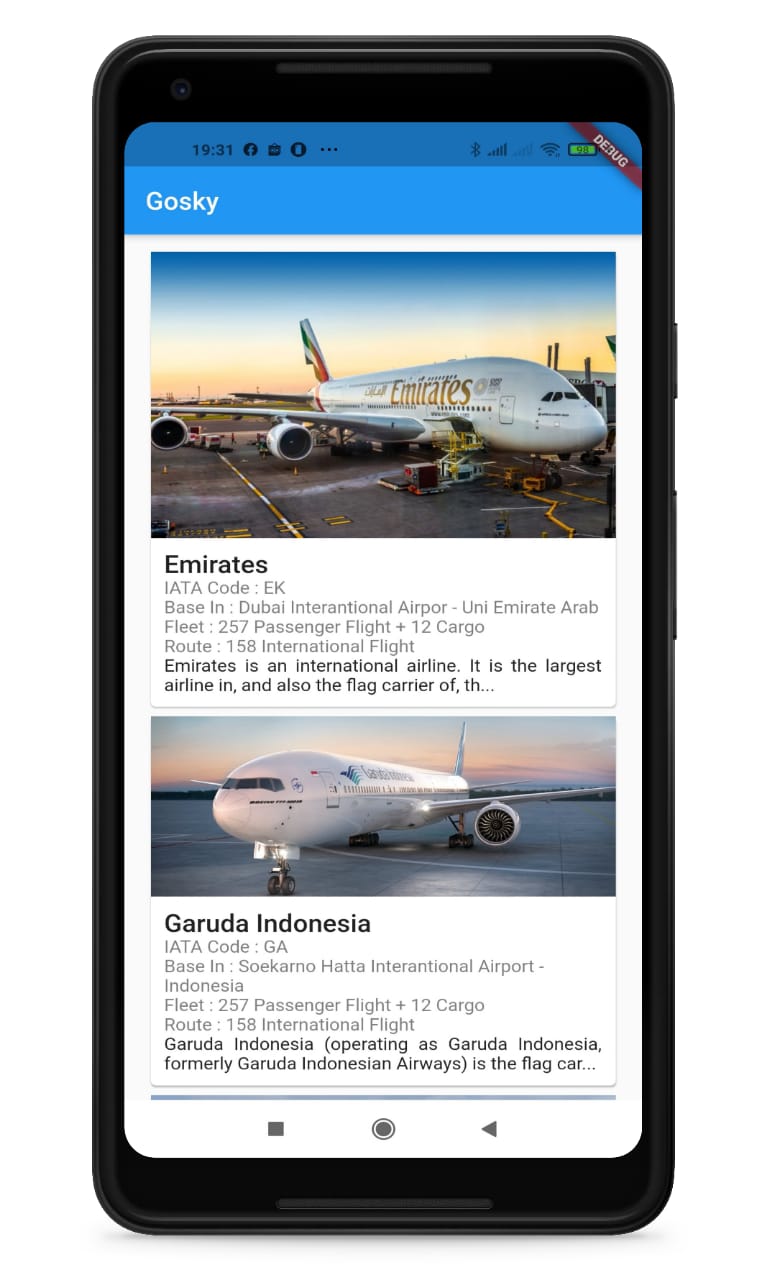 19:31
98
DEBUG
Gosky
Emirates
Emirates
IATA Code : EK
Base In : Dubai Interantional Airpor - Uni Emirate Arab
Fleet : 257 Passenger Flight + 12 Cargo
Route : 158 International Flight
Emirates is an international airline. It is the largest
airline in, and also the flag carrier of, th...
Garuda Indonesia
Garuda Indonesia
IATA Code : GA
Base In : Soekarno Hatta Interantional Airport -
Indonesia
Fleet : 257 Passenger Flight + 12 Cargo
Route : 158 International Flight
Garuda Indonesia (operating as Garuda Indonesia,
formerly Garuda Indonesian Airways) is the flag car...